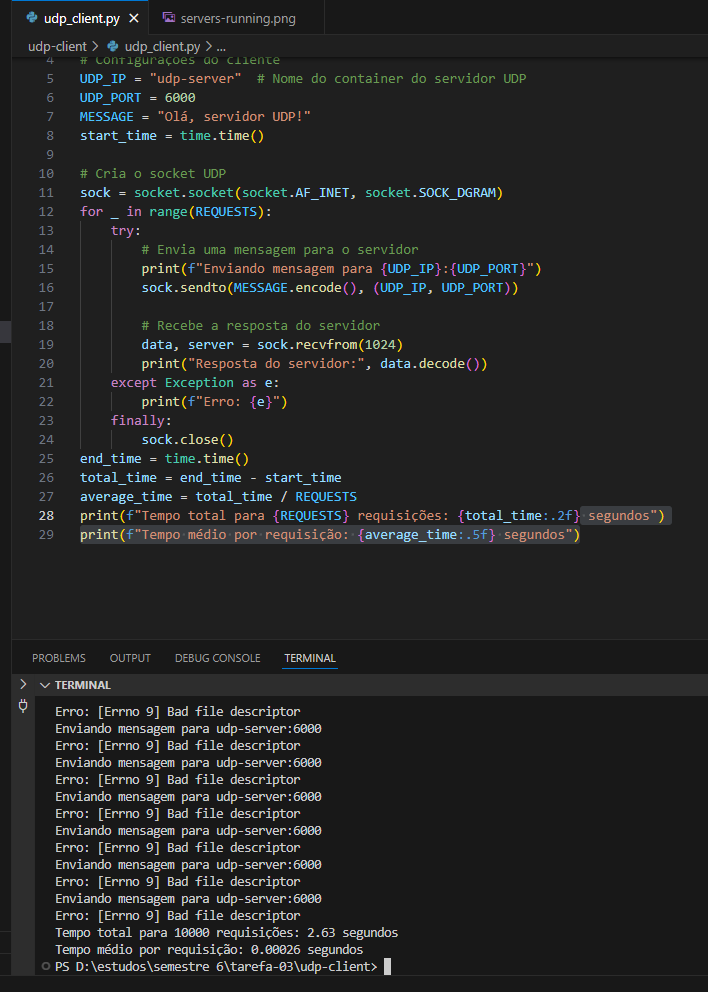 udp_client.py ✕ servers-running.png
udp-client > udp_client.py > ...
4 # Configurações do cliente
5 UDP_IP = "udp-server"  # Nome do container do servidor UDP
6 UDP_PORT = 6000
7 MESSAGE = "Olá, servidor UDP!"
8 start_time = time.time()
9
10 # Cria o socket UDP
11 sock = socket.socket(socket.AF_INET, socket.SOCK_DGRAM)
12 for _ in range(REQUESTS):
13     try:
14         # Envia uma mensagem para o servidor
15         print(f"Enviando mensagem para {UDP_IP}:{UDP_PORT}")
16         sock.sendto(MESSAGE.encode(), (UDP_IP, UDP_PORT))
17
18         # Recebe a resposta do servidor
19         data, server = sock.recvfrom(1024)
20         print("Resposta do servidor:", data.decode())
21     except Exception as e:
22         print(f"Erro: {e}")
23     finally:
24         sock.close()
25 end_time = time.time()
26 total_time = end_time - start_time
27 average_time = total_time / REQUESTS
28 print(f"Tempo total para {REQUESTS} requisições: {total_time:.2f} segundos")
29 print(f"Tempo médio por requisição: {average_time:.5f} segundos")
PROBLEMS OUTPUT DEBUG CONSOLE TERMINAL
TERMINAL
Erro: [Errno 9] Bad file descriptor
Enviando mensagem para udp-server:6000
Erro: [Errno 9] Bad file descriptor
Enviando mensagem para udp-server:6000
Erro: [Errno 9] Bad file descriptor
Enviando mensagem para udp-server:6000
Erro: [Errno 9] Bad file descriptor
Enviando mensagem para udp-server:6000
Erro: [Errno 9] Bad file descriptor
Enviando mensagem para udp-server:6000
Erro: [Errno 9] Bad file descriptor
Enviando mensagem para udp-server:6000
Erro: [Errno 9] Bad file descriptor
Tempo total para 10000 requisições: 2.63 segundos
Tempo médio por requisição: 0.00026 segundos
PS D:\estudos\semestre 6\tarefa-03\udp-client>